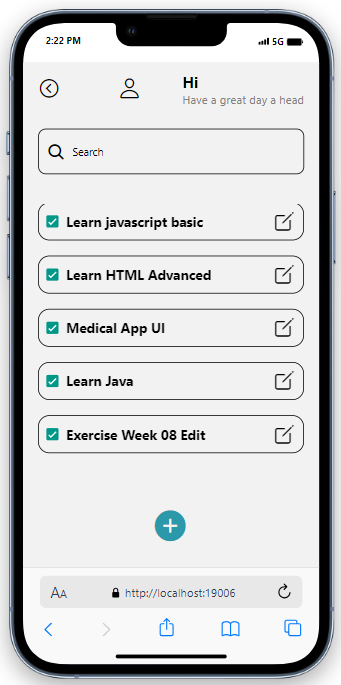 2:22 PM
5G
Hi
Have a great day a head
Search
Learn javascript basic
Learn HTML Advanced
Medical App UI
Learn Java
Exercise Week 08 Edit
AA
http://localhost:19006